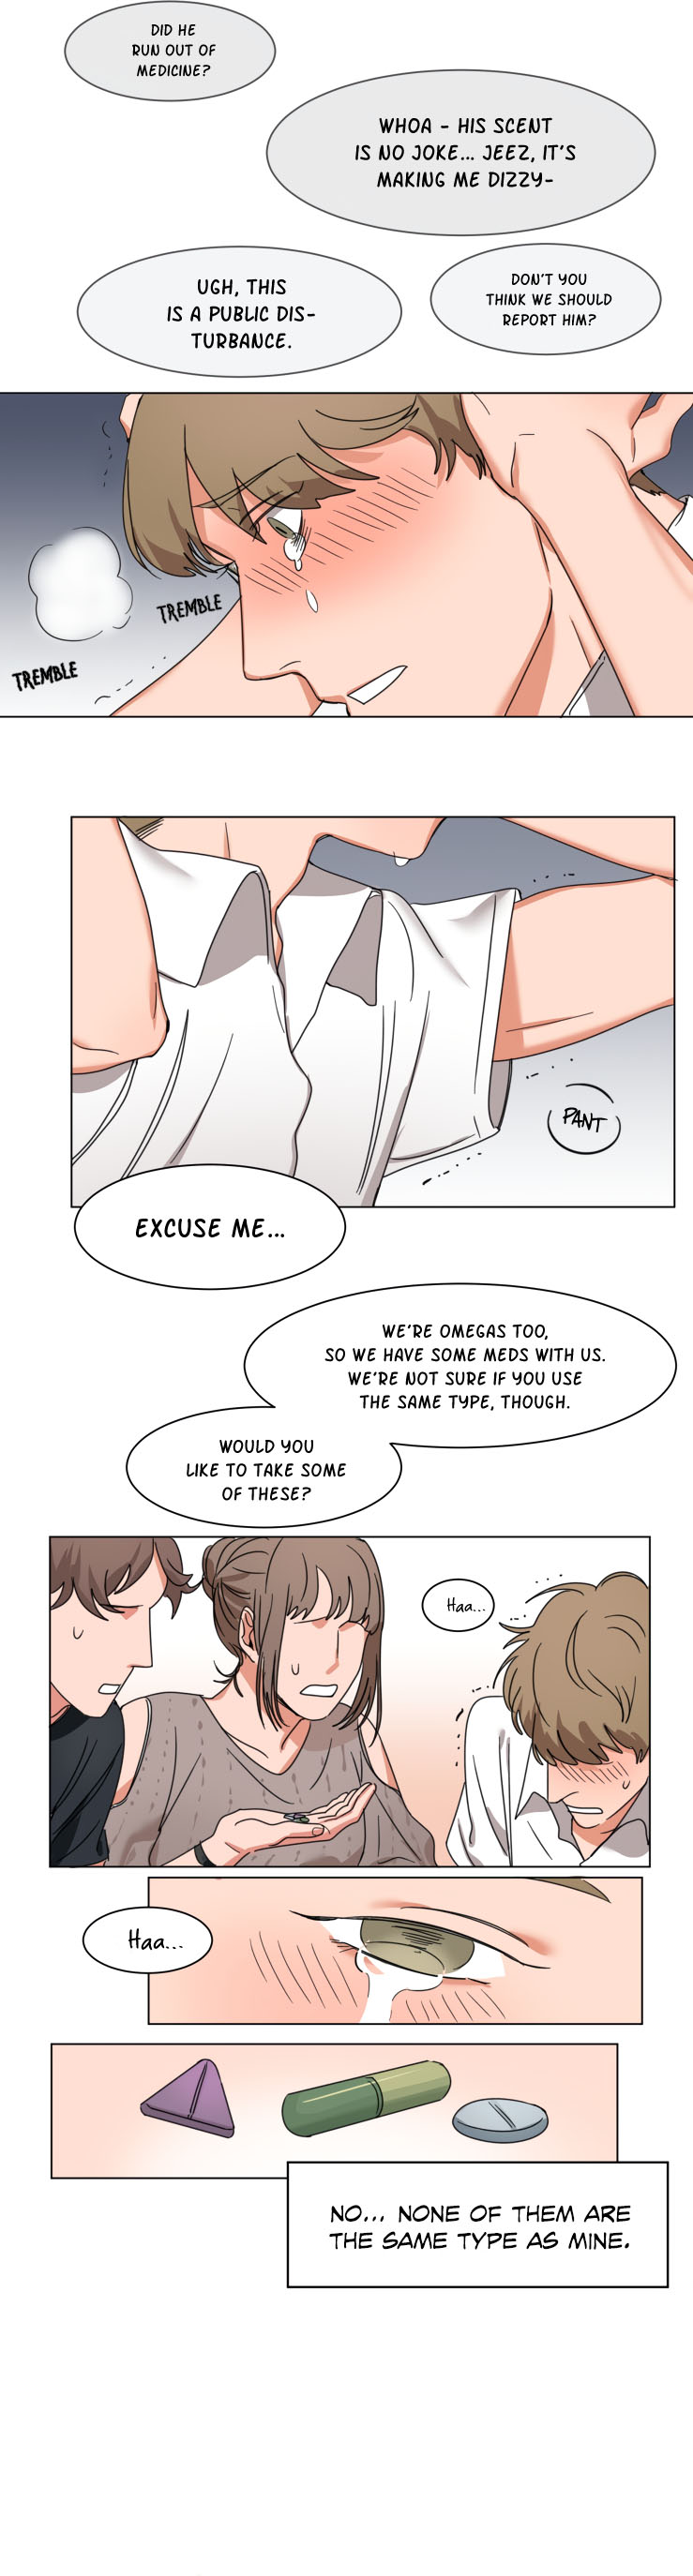 DID HE
RUN OUT OF
MEDICINE?
WHOA - HIS SCENT
IS NO JOKE... JEEZ, IT'S
MAKING ME DIZZY-
UGH, THIS
IS A PUBLIC DIS-
TURBANCE.
DON'T YOU
THINK WE SHOULD
REPORT HIM?
TREMBLE
TREMBLE
PANT
EXCUSE ME...
WE'RE OMEGAS TOO,
SO WE HAVE SOME MEDS WITH US.
WE'RE NOT SURE IF YOU USE
THE SAME TYPE, THOUGH.
WOULD YOU
LIKE TO TAKE SOME
OF THESE?
Haa...
Haa...
NO... NONE OF THEM ARE
THE SAME TYPE AS MINE.